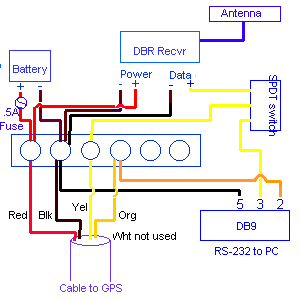 Antenna
DBR Recvr
Battery
Power
Data
+ - - + - +
.5A
Fuse
SPDT switch
Red
Blk
Yel
Org
Wht not used
5 3 2
DB9
RS-232 to PC
Cable to GPS